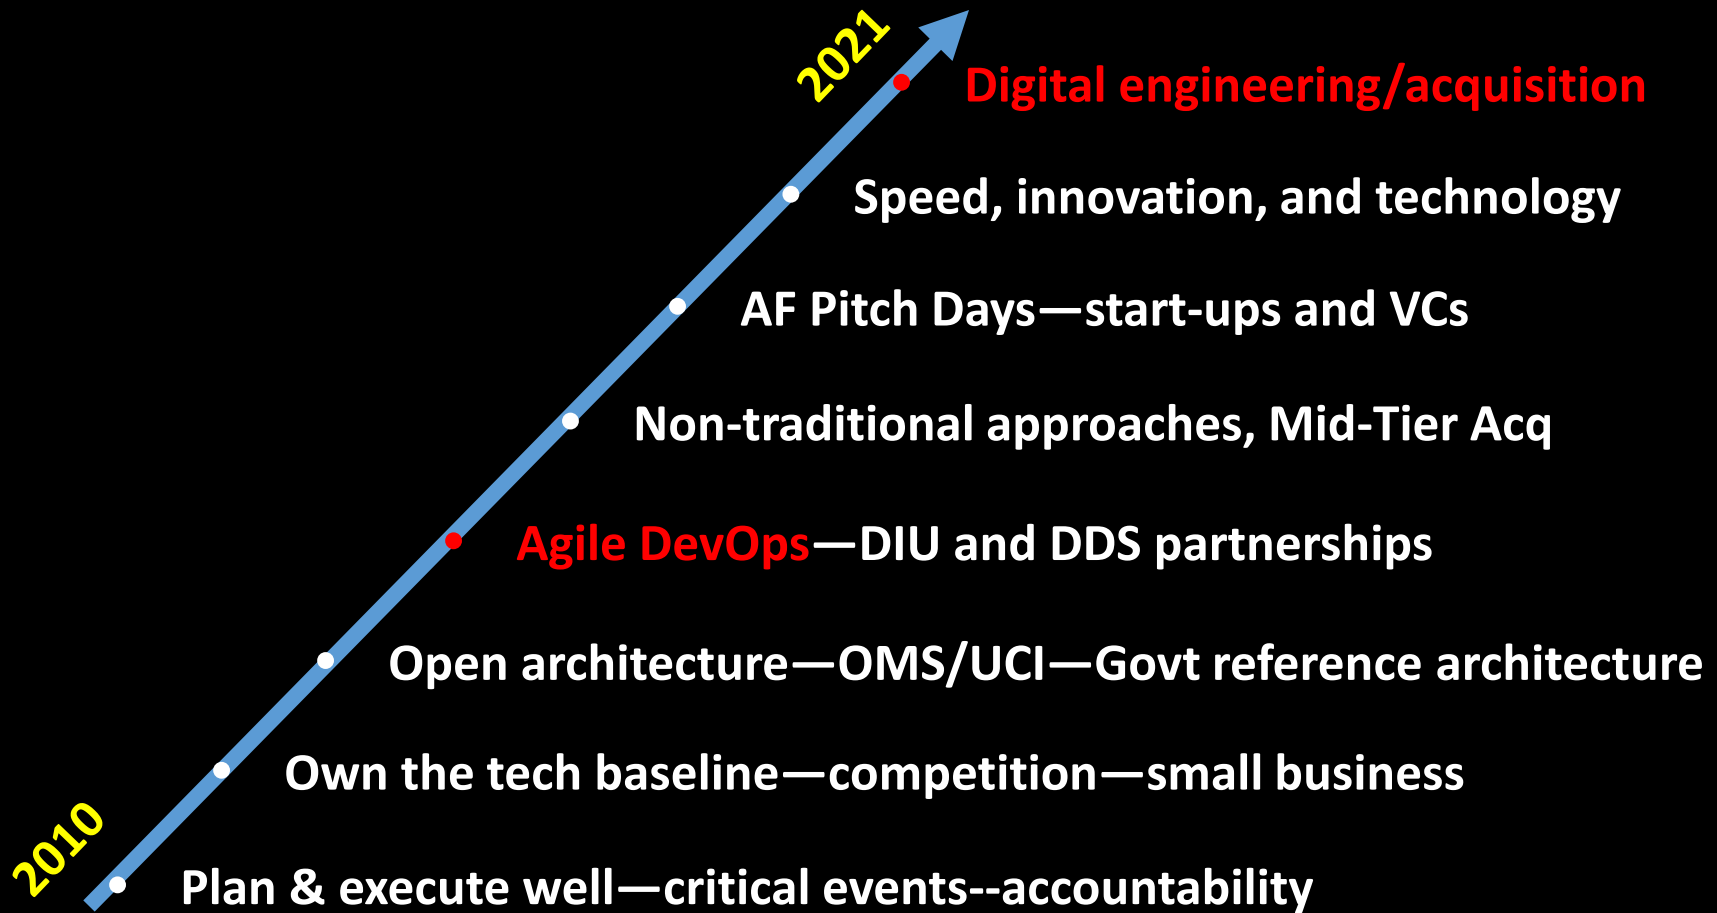 2021
Digital engineering/acquisition
Speed, innovation, and technology
AF Pitch Days—start-ups and VCs
Non-traditional approaches, Mid-Tier Acq
Agile DevOps—DIU and DDS partnerships
Open architecture—OMS/UCI—Govt reference architecture
Own the tech baseline—competition—small business
2010
Plan & execute well—critical events--accountability